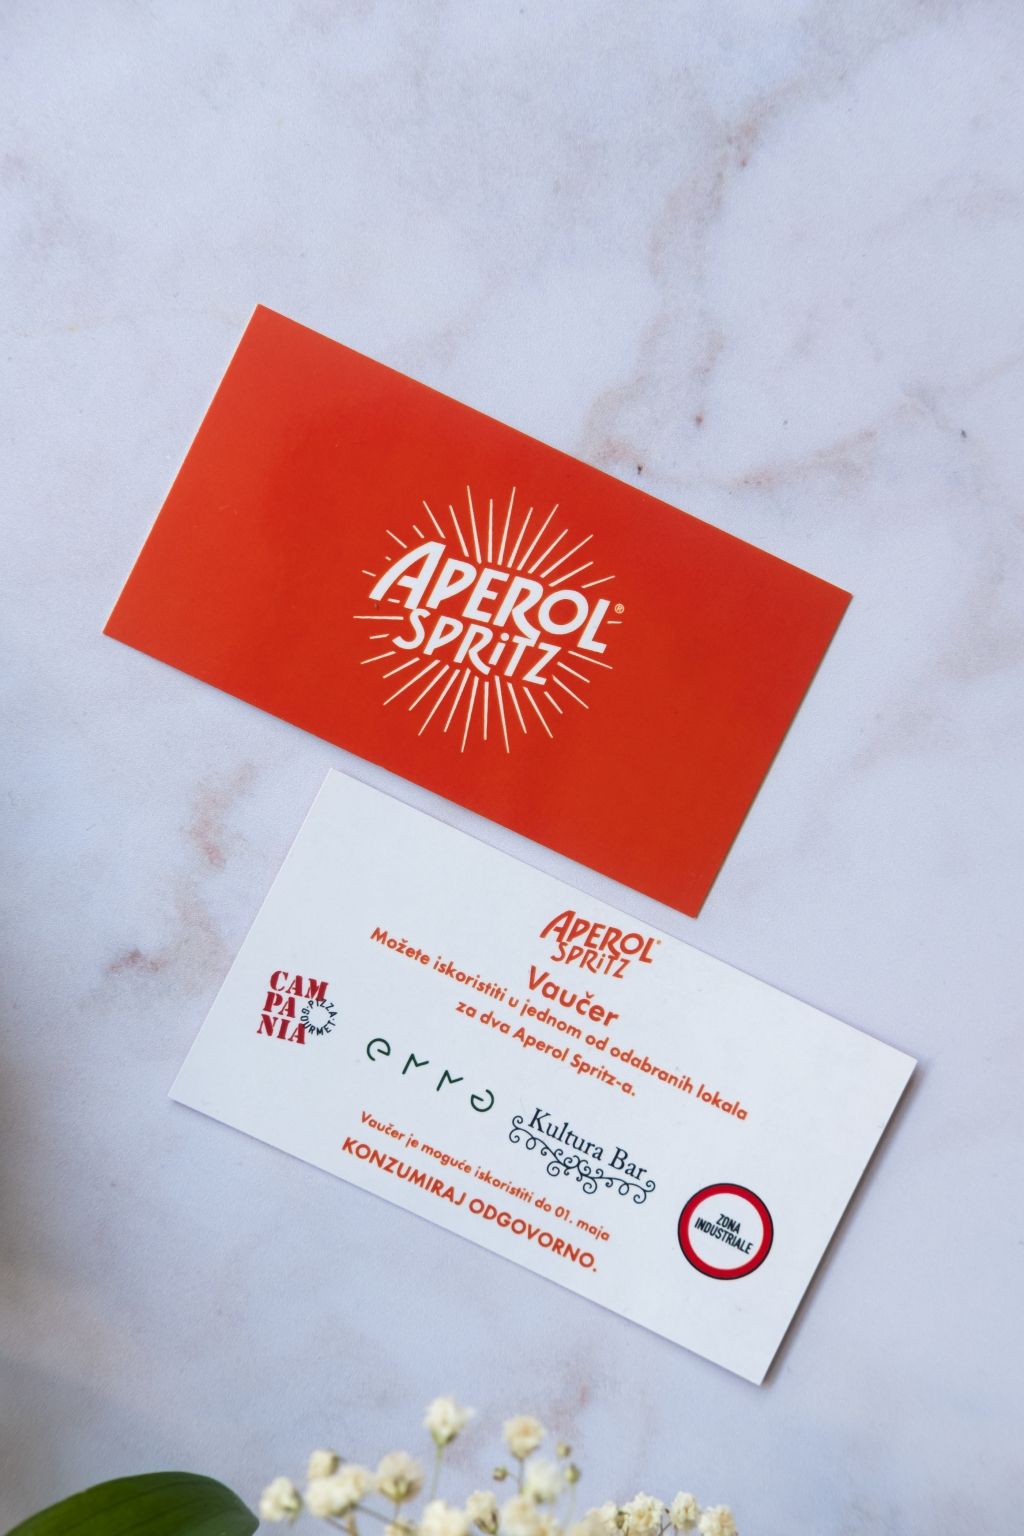 APEROL®
SPRiTZ
APEROL®
SPRiTZ
Vaučer
Možete iskoristiti u jednom od odabranih lokala
za dva Aperol Spritz-a.
CAM
PA
NIA
PIZZA
GOURMET
erra
Kultura Bar
ZONA
INDUSTRIALE
Vaučer je moguće iskoristiti do 01. maja
KONZUMIRAJ ODGOVORNO.